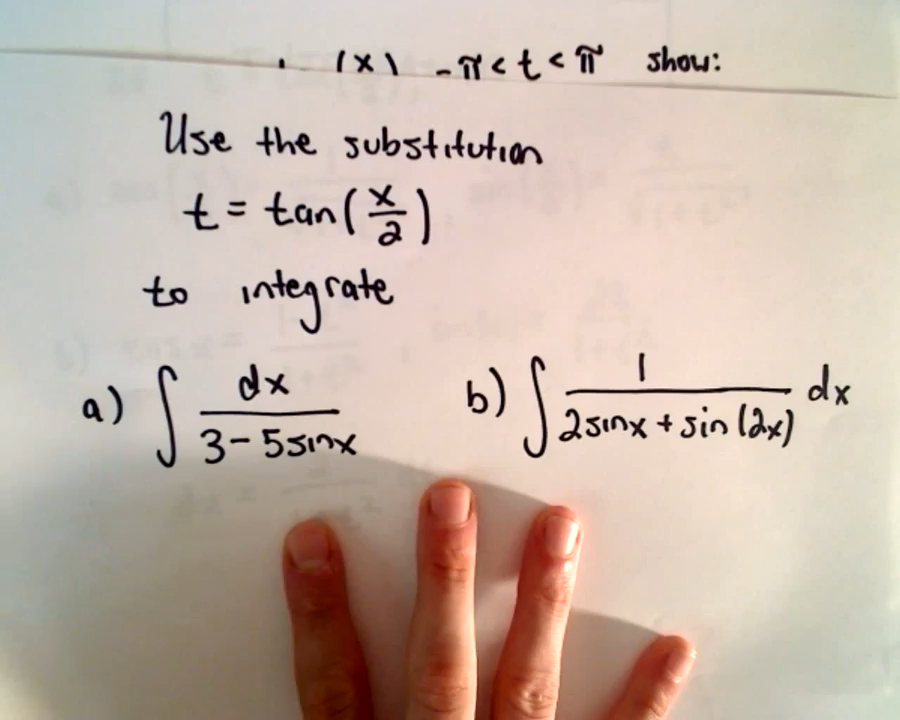 (x) -π < t < π show:
Use the substitution
t = tan(x/2)
to integrate
a) ∫ dx/(3 - 5sinx) b) ∫ 1/(2sinx + sin(2x)) dx